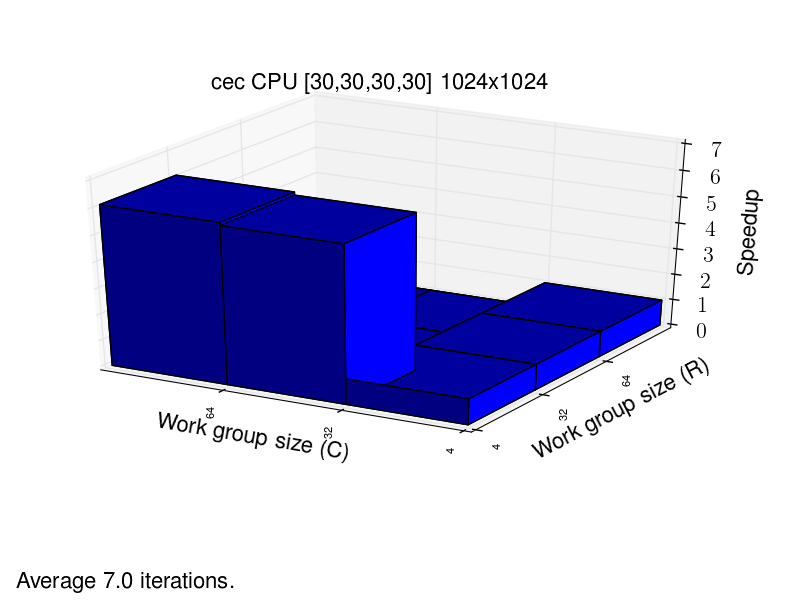 cec CPU [30,30,30,30] 1024x1024
7
6
5
4
3
2
1
0
Speedup
64
32
4
Work group size (C)
4
32
64
Work group size (R)
Average 7.0 iterations.